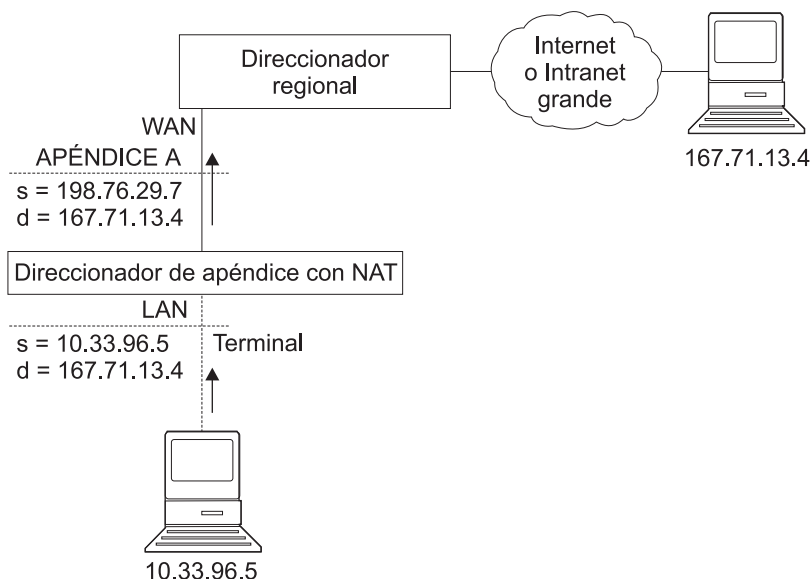 Direccionador
regional
Internet
o Intranet
grande
167.71.13.4
WAN
APÉNDICE A
s = 198.76.29.7
d = 167.71.13.4
Direccionador de apéndice con NAT
LAN
s = 10.33.96.5
d = 167.71.13.4
Terminal
10.33.96.5